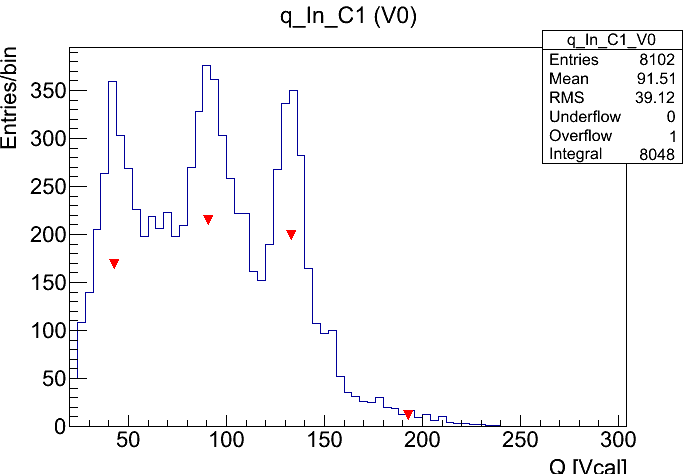 q_In_C1 (V0)
q_In_C1_V0
Entries 8102
Mean 91.51
RMS 39.12
Underflow 0
Overflow 1
Integral 8048
Entries/bin
350
300
250
200
150
100
50
0
50 100 150 200 250 300
Q [Vcal]